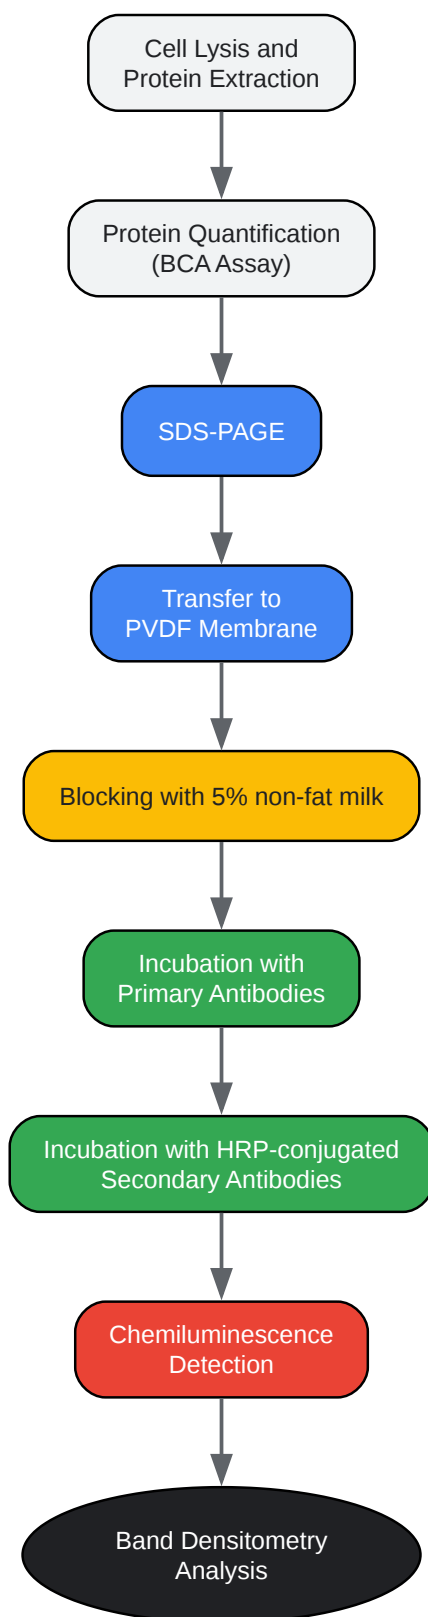 Cell Lysis and
Protein Extraction
Protein Quantification
(BCA Assay)
SDS-PAGE
Transfer to
PVDF Membrane
Blocking with 5% non-fat milk
Incubation with
Primary Antibodies
Incubation with HRP-conjugated
Secondary Antibodies
Chemiluminescence
Detection
Band Densitometry
Analysis